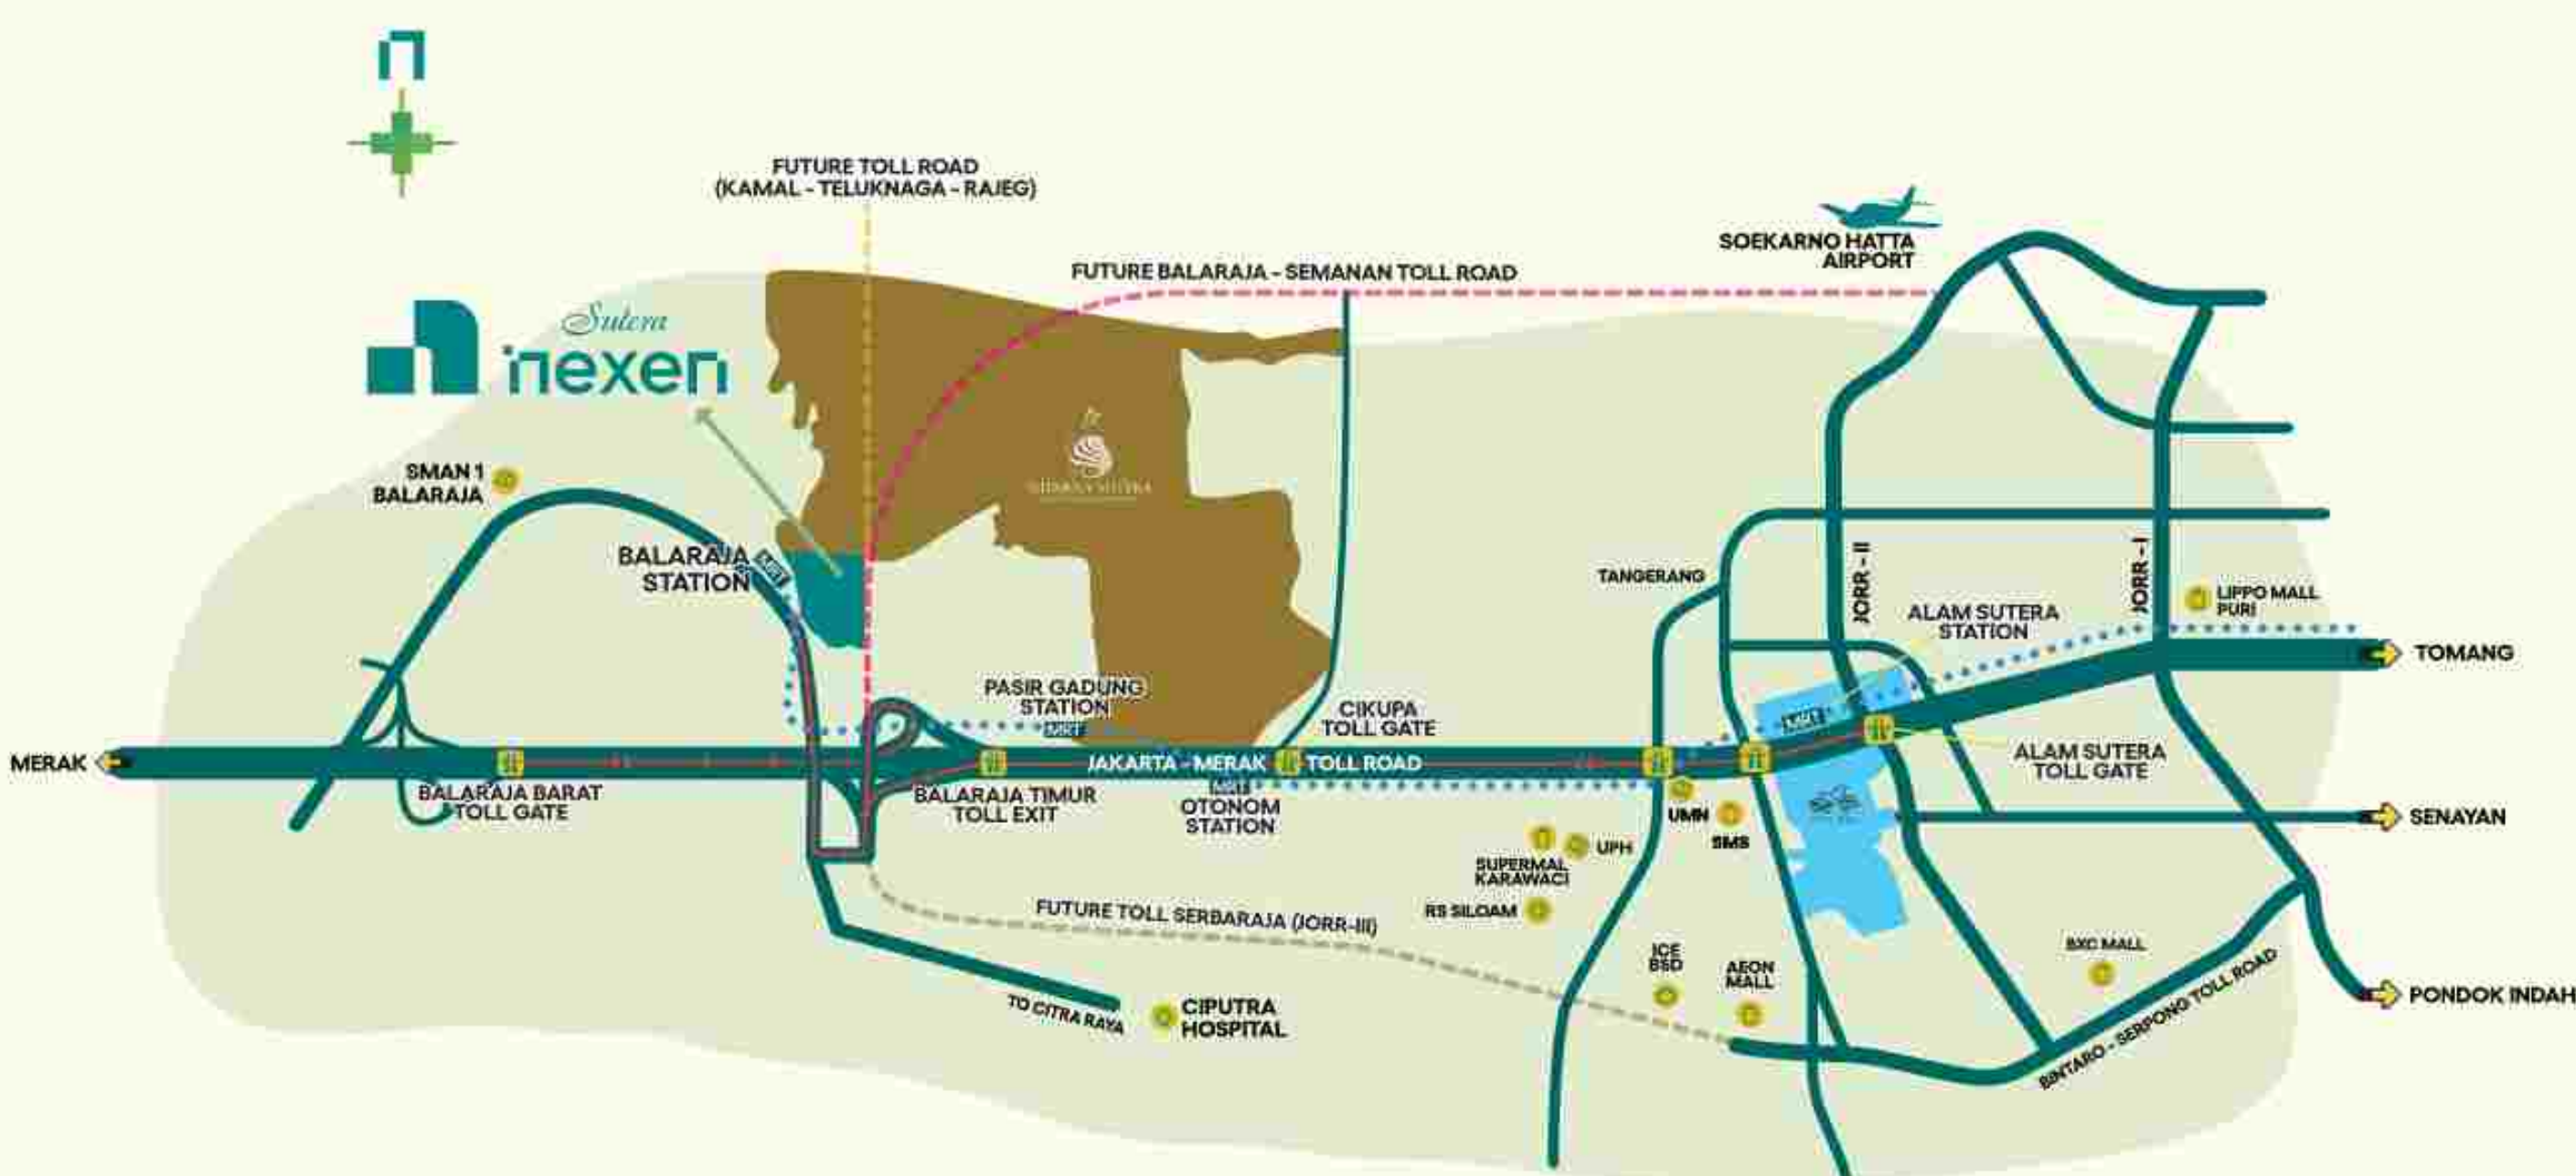 n
FUTURE TOLL ROAD
(KAMAL - TELUKNAGA - RAJEG)
SOEKARNO HATTA
AIRPORT
FUTURE BALARAJA - SEMANAN TOLL ROAD
Sutera
nexen
SMAN 1
BALARAJA
BALARAJA
STATION
MRT
TANGERANG
JORR - II
JORR - I
LIPPO MALL
PURI
ALAM SUTERA
STATION
TOMANG
PASIR GADUNG
STATION
MRT
CIKUPA
TOLL GATE
MRT
MERAK
JAKARTA - MERAK TOLL ROAD
ALAM SUTERA
TOLL GATE
BALARAJA BARAT
TOLL GATE
BALARAJA TIMUR
TOLL EXIT
MRT
OTONOM
STATION
UMN
SMS
SENAYAN
SUPERMAL
KARAWACI
UPH
RS SILOAM
FUTURE TOLL SERBARAJA (JORR-III)
ICE
BSD
AEON
MALL
BXC MALL
TO CITRA RAYA
CIPUTRA
HOSPITAL
PONDOK INDAH
BINTARO - SERPONG TOLL ROAD